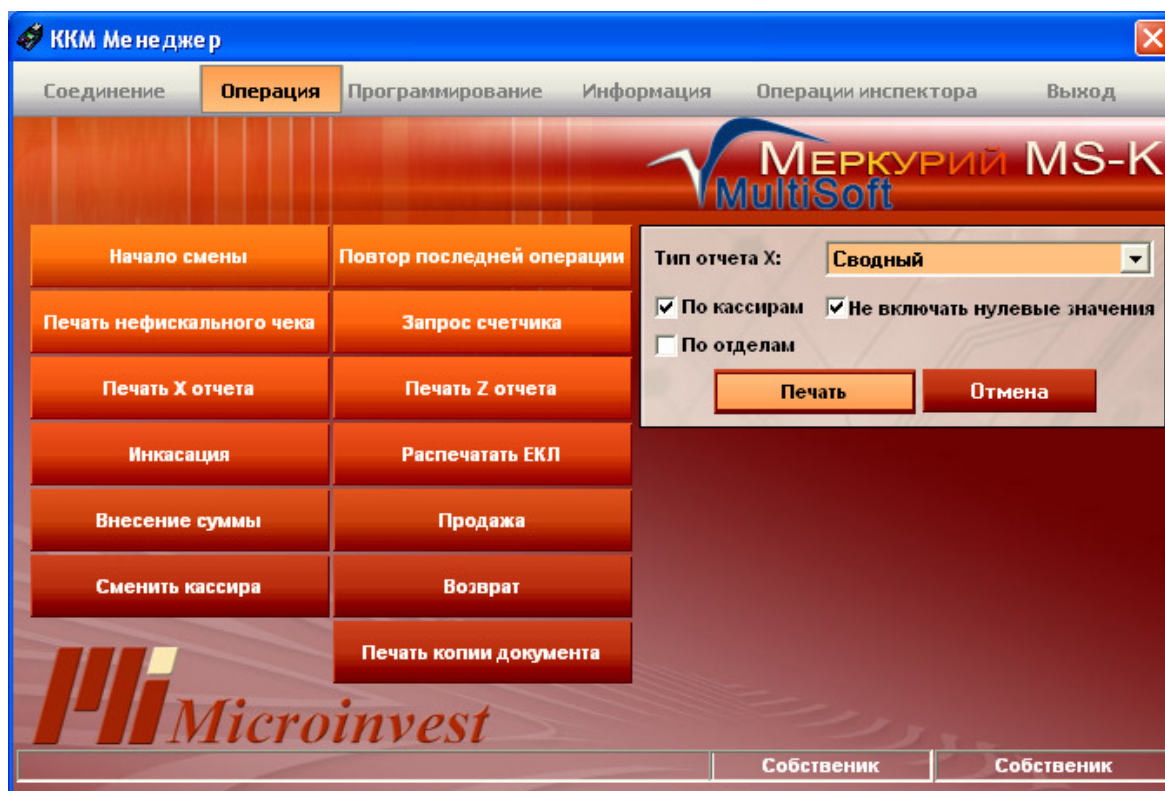 ККМ Менеджер
Соединение Операция Программирование Информация Операции инспектора Выход
МЕРКУРИЙ MS-K
MultiSoft
Начало смены Повтор последней операции
Тип отчета X: Сводный
Печать нефискального чека Запрос счетчика
По кассирам Не включать нулевые значения
По отделам
Печать X отчета Печать Z отчета
Печать Отмена
Инкасация Распечатать ЕКЛ
Внесение суммы Продажа
Сменить кассира Возврат
Печать копии документа
Microinvest
Собственик Собственик